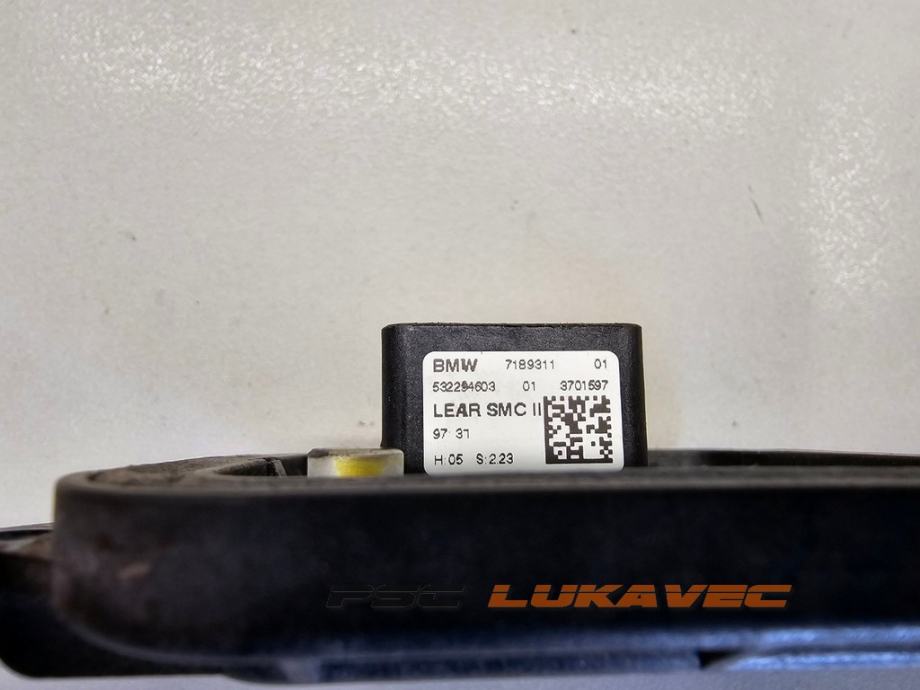 BMW 7189311 01
532294603 01 3701597
LEAR SMC II
97 31
H:05 S:2.23
PSC LUKAVEC